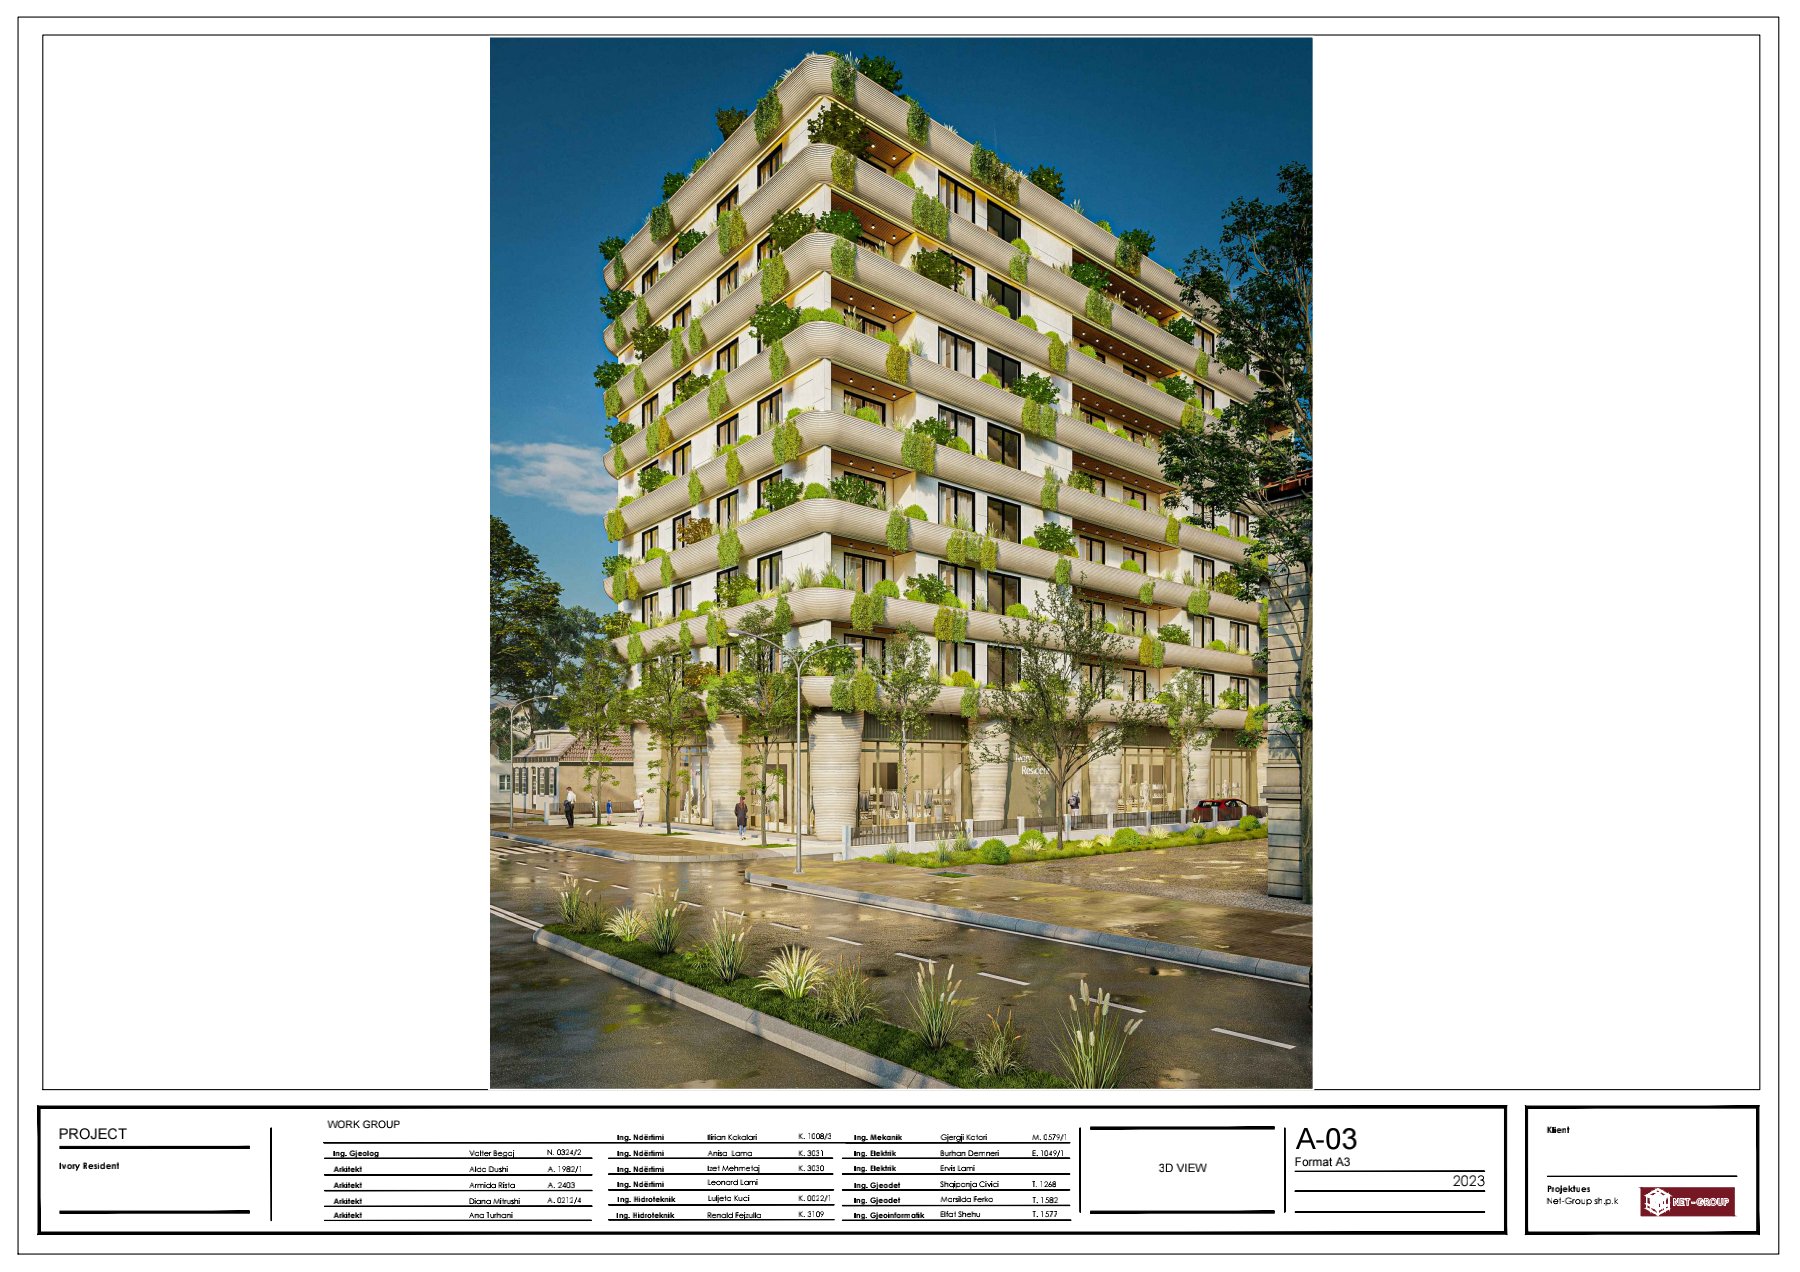 Ivory
Resident
PROJECT
Ivory Resident
WORK GROUP
Ing. Gjeolog Valter Begaj N. 0324/2
Arkitekt Alda Dushi A. 1982/1
Arkitekt Armida Rista A. 2403
Arkitekt Diana Mitrushi A. 0212/4
Arkitekt Ana Turhani
Ing. Ndërtimi Ilirian Kakalari K. 1008/3
Ing. Ndërtimi Anisa Lama K. 3031
Ing. Ndërtimi Izet Mehmetaj K. 3030
Ing. Ndërtimi Leonard Lami
Ing. Hidroteknik Luljeta Kuci K. 0022/1
Ing. Hidroteknik Renald Fejzulla K. 3109
Ing. Mekanik Gjergji Katari M. 0579/1
Ing. Elektrik Burhan Demneri E. 1049/1
Ing. Elektrik Ervis Lami
Ing. Gjeodet Shqiponja Civici T. 1268
Ing. Gjeodet Marsilda Ferko T. 1582
Ing. Gjeoinformatik Elfat Shehu T. 1577
3D VIEW
A-03
Format A3
2023
Klient
Projektues
Net-Group sh.p.k
NET-GROUP